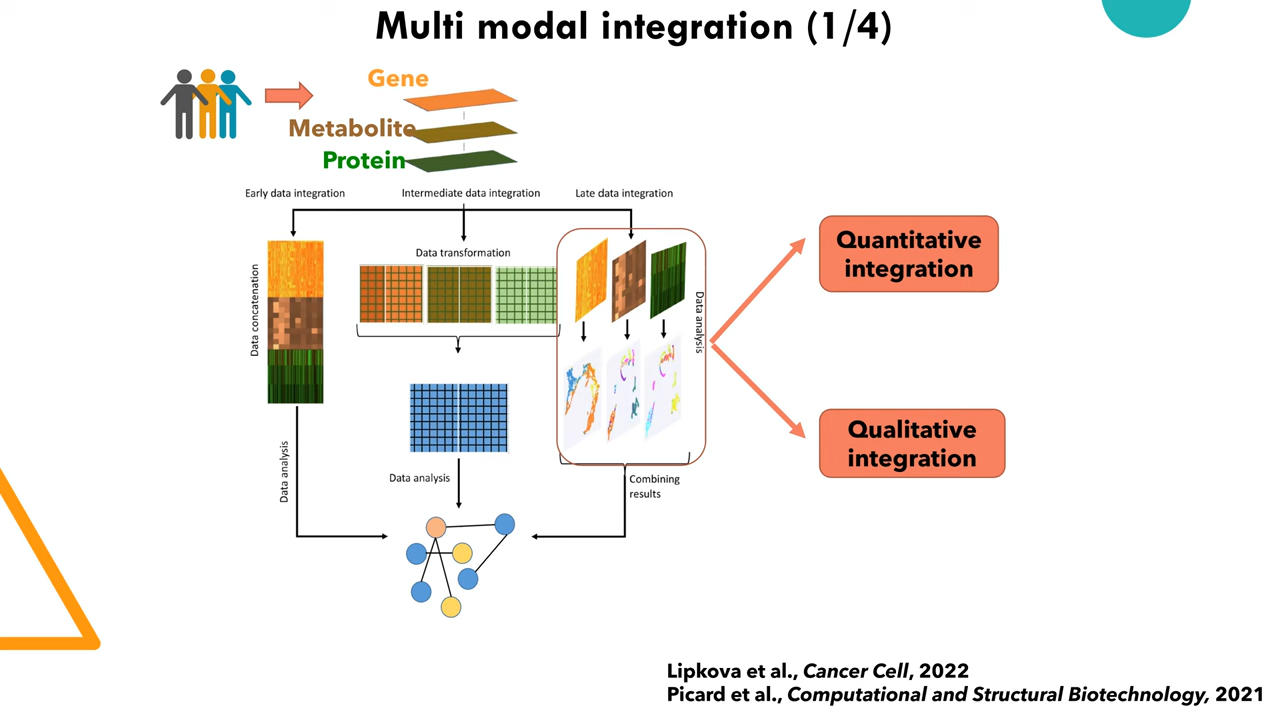 Multi modal integration (1/4)
Gene
Metabolite
Protein
Early data integration
Intermediate data integration
Late data integration
Data concatenation
Data transformation
Data analysis
Quantitative
integration
Qualitative
integration
Data analysis
Data analysis
Combining
results
Lipkova et al., Cancer Cell, 2022
Picard et al., Computational and Structural Biotechnology, 2021